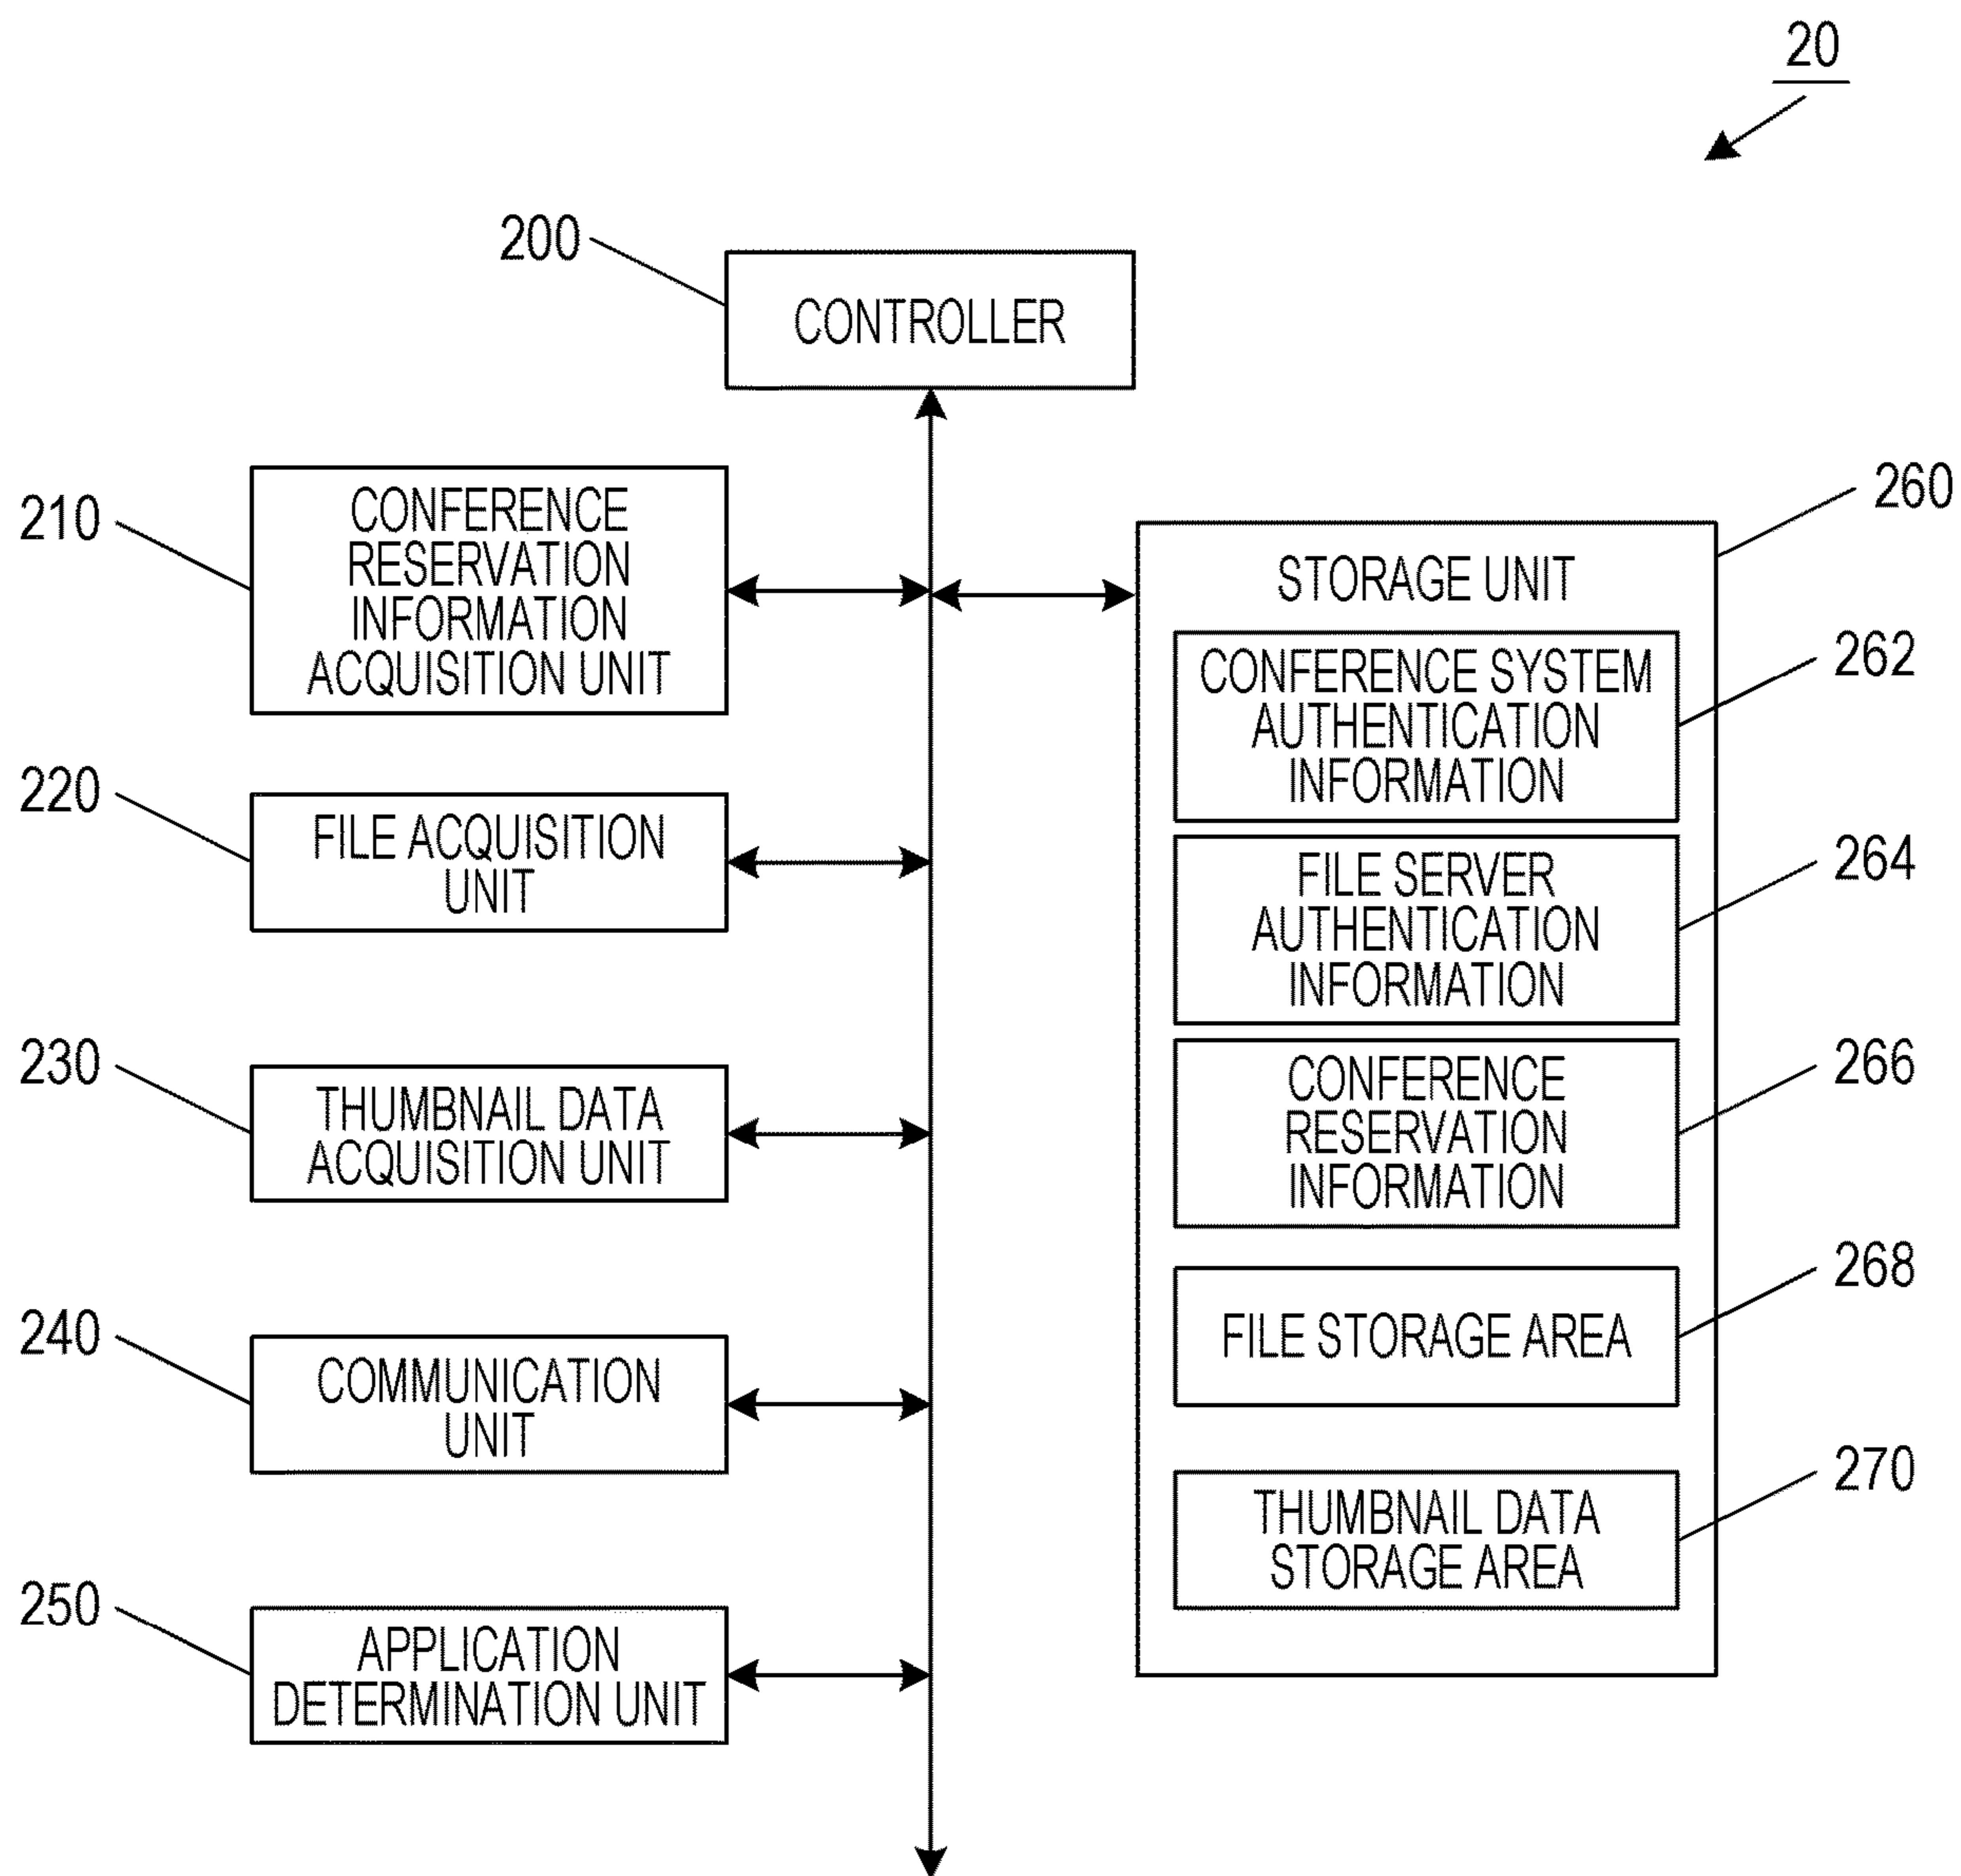 20
200
CONTROLLER
210
CONFERENCE
RESERVATION
INFORMATION
ACQUISITION UNIT
220
FILE ACQUISITION
UNIT
230
THUMBNAIL DATA
ACQUISITION UNIT
240
COMMUNICATION
UNIT
250
APPLICATION
DETERMINATION UNIT
260
STORAGE UNIT
262
CONFERENCE SYSTEM
AUTHENTICATION
INFORMATION
264
FILE SERVER
AUTHENTICATION
INFORMATION
266
CONFERENCE
RESERVATION
INFORMATION
268
FILE STORAGE AREA
270
THUMBNAIL DATA
STORAGE AREA